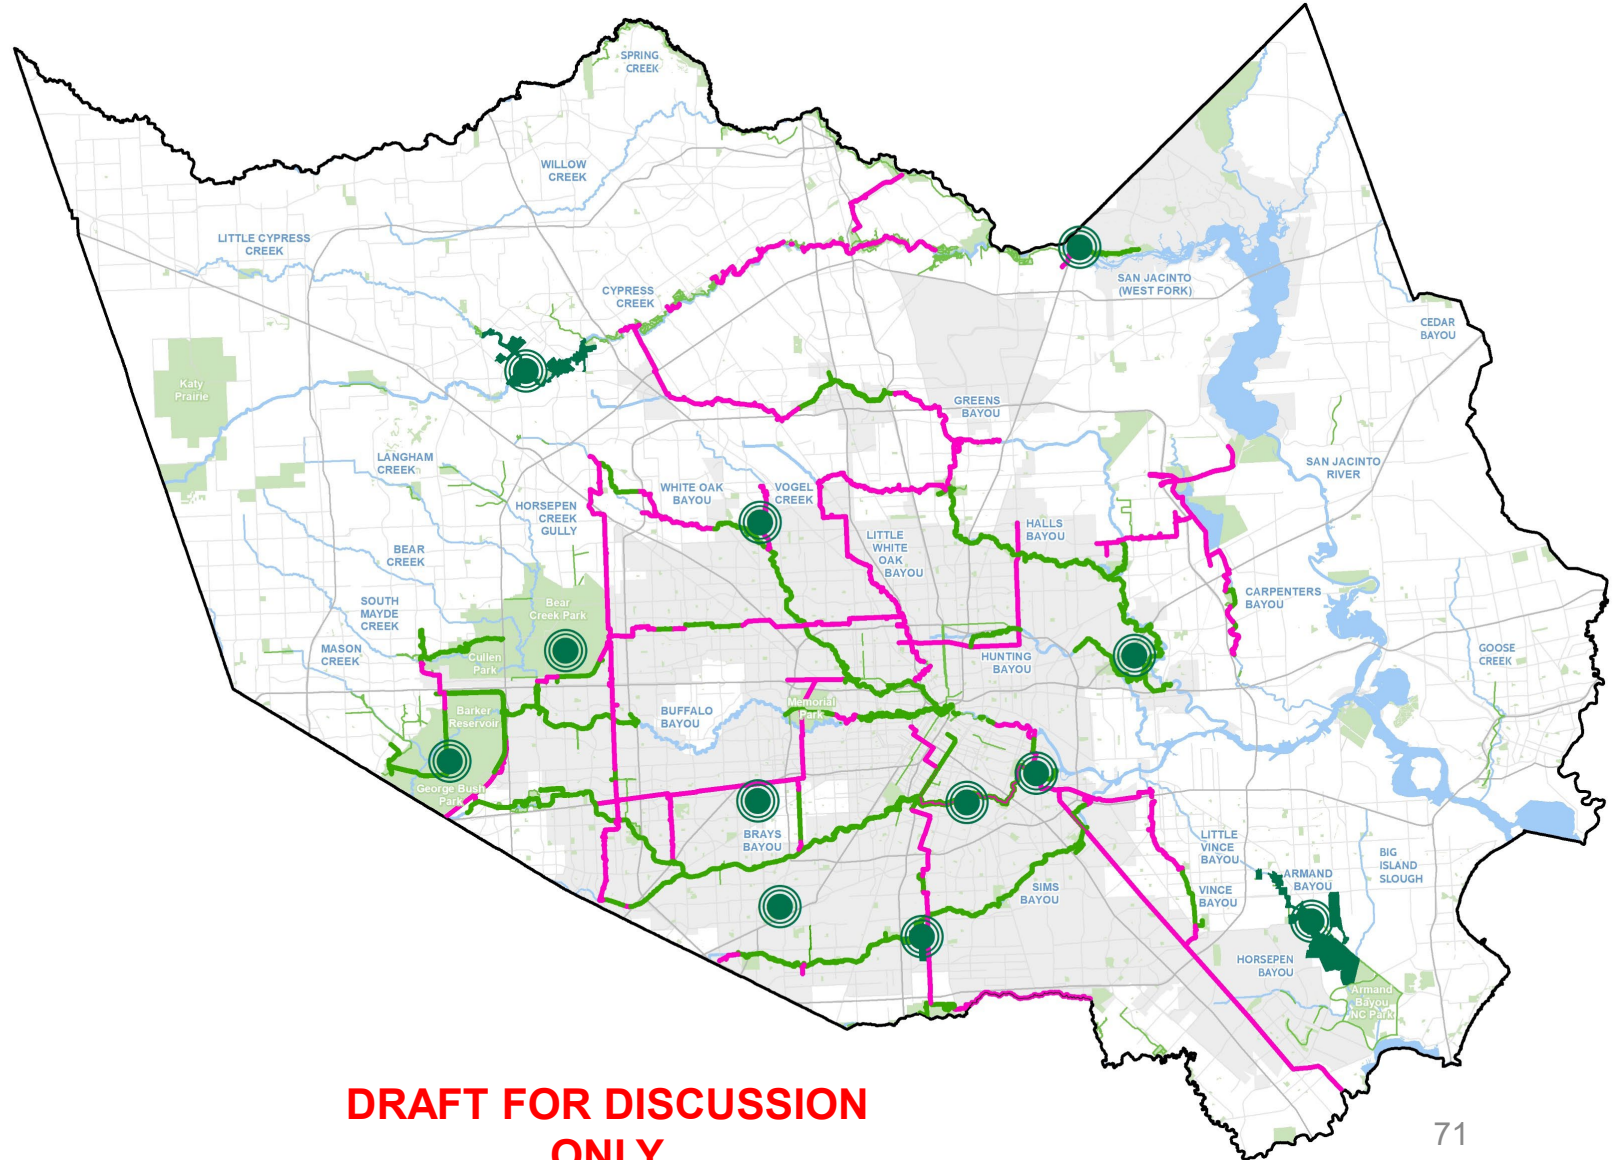 SPRING
CREEK
WILLOW
CREEK
LITTLE CYPRESS
CREEK
CYPRESS
CREEK
SAN JACINTO
(WEST FORK)
CEDAR
BAYOU
Katy
Prairie
GREENS
BAYOU
LANGHAM
CREEK
WHITE OAK
BAYOU
VOGEL
CREEK
SAN JACINTO
RIVER
HORSEPEN
CREEK
GULLY
HALLS
BAYOU
LITTLE
WHITE
OAK
BAYOU
BEAR
CREEK
Bear
Creek Park
SOUTH
MAYDE
CREEK
CARPENTERS
BAYOU
MASON
CREEK
Cullen
Park
HUNTING
BAYOU
GOOSE
CREEK
Barker
Reservoir
BUFFALO
BAYOU
Memorial
Park
George Bush
Park
BRAYS
BAYOU
LITTLE
VINCE
BAYOU
BIG
ISLAND
SLOUGH
ARMAND
BAYOU
SIMS
BAYOU
VINCE
BAYOU
HORSEPEN
BAYOU
Armand
Bayou
NC Park
DRAFT FOR DISCUSSION
ONLY
71